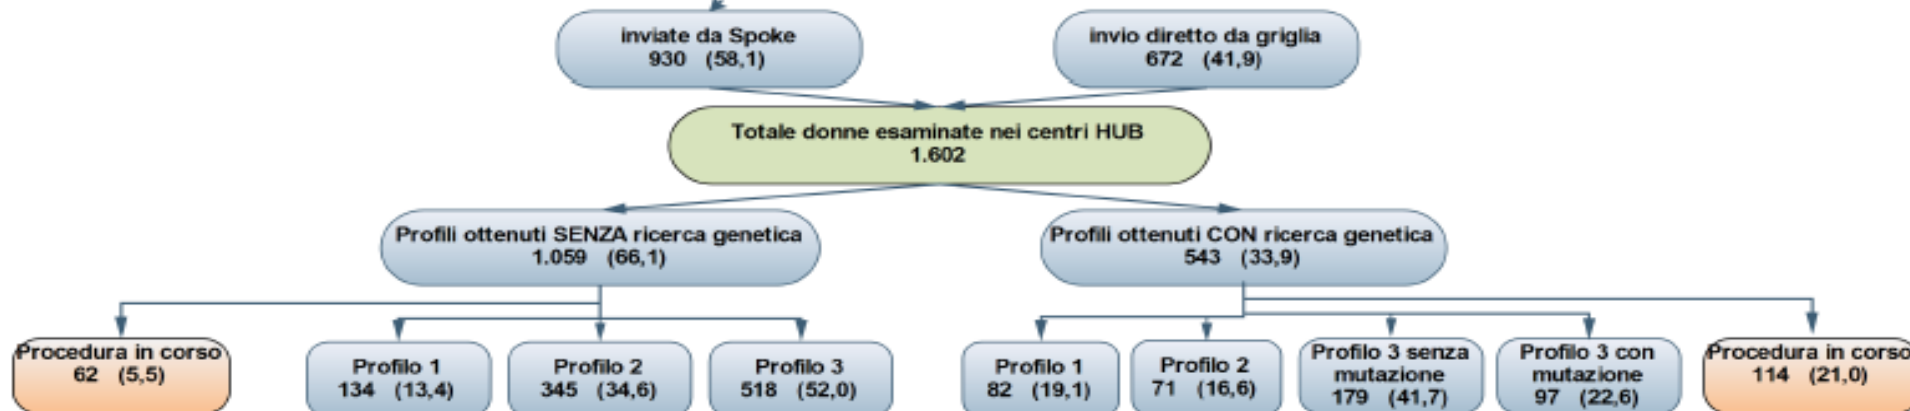 inviate da Spoke
930 (58,1)
invio diretto da griglia
672 (41,9)
Totale donne esaminate nei centri HUB
1.602
Profili ottenuti SENZA ricerca genetica
1.059 (66,1)
Profili ottenuti CON ricerca genetica
543 (33,9)
Procedura in corso
62 (5,5)
Profilo 1
134 (13,4)
Profilo 2
345 (34,6)
Profilo 3
518 (52,0)
Profilo 1
82 (19,1)
Profilo 2
71 (16,6)
Profilo 3 senza
mutazione
179 (41,7)
Profilo 3 con
mutazione
97 (22,6)
Procedura in corso
114 (21,0)